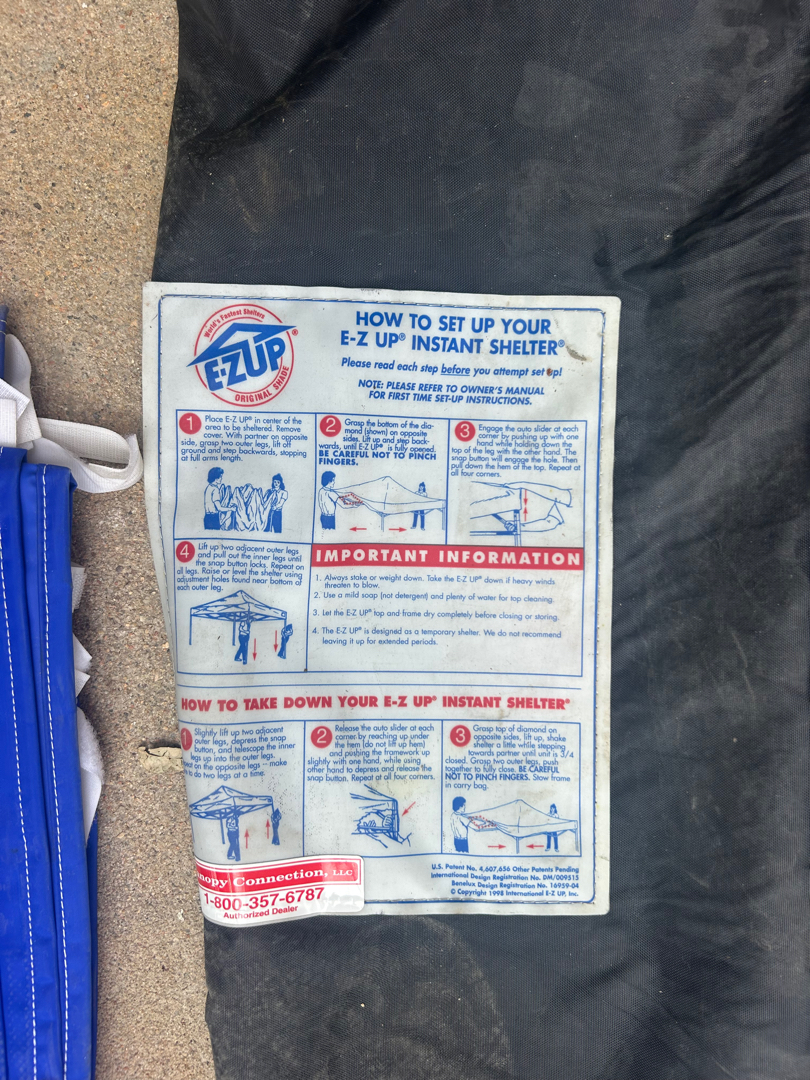 World's Fastest Shelters
E-Z UP®
ORIGINAL SHADE
HOW TO SET UP YOUR
E-Z UP® INSTANT SHELTER®
Please read each step before you attempt set up!
NOTE: PLEASE REFER TO OWNER'S MANUAL
FOR FIRST TIME SET-UP INSTRUCTIONS.
1 Place E-Z UP® in center of
the area to be sheltered. Remove
cover. With partner on opposite
side, grasp two outer legs, lift off
ground and step backwards, stopping
at full arms length.
2 Grasp the bottom of the dia-
mond (shown) on opposite
sides. Lift up and step back-
wards, until E-Z UP® is fully opened.
BE CAREFUL NOT TO PINCH
FINGERS.
3 Engage the auto slider at each
corner by pushing up with one
hand while holding down the
top of the leg with the other hand. The
snap button will engage the hole. Then
pull down the hem of the top. Repeat at
all four corners.
4 Lift up two adjacent outer legs
and pull out the inner legs until
the snap button locks. Repeat on
all legs. Raise or level the shelter using
adjustment holes found near bottom of
each outer leg.
IMPORTANT INFORMATION
1. Always stake or weight down. Take the E-Z UP® down if heavy winds
threaten to blow.
2. Use a mild soap (not detergent) and plenty of water for top cleaning.
3. Let the E-Z UP® top and frame dry completely before closing or storing.
4. The E-Z UP® is designed as a temporary shelter. We do not recommend
leaving it up for extended periods.
HOW TO TAKE DOWN YOUR E-Z UP® INSTANT SHELTER®
1 Slightly lift up two adjacent
outer legs, depress the snap
button, and telescope the inner
legs up into the outer legs.
on the opposite legs — make
to do two legs at a time.
2 Release the auto slider at each
corner by reaching up under
the hem (do not lift up hem)
and pushing the framework up
slightly with one hand, while using
other hand to depress and release the
snap button. Repeat at all four corners.
3 Grasp top of diamond on
opposite sides, lift up, shake
shelter a little while stepping
towards partner until unit is 3/4
closed. Grasp two outer legs, push
together to fully close. BE CAREFUL
NOT TO PINCH FINGERS. Stow frame
in carry bag.
nopy Connection, LLC
1-800-357-6787
Authorized Dealer
U.S. Patent No. 4,607,656 Other Patents Pending
International Design Registration No. DM/009515
Benelux Design Registration No. 16959-04
© Copyright 1998 International E-Z UP, Inc.